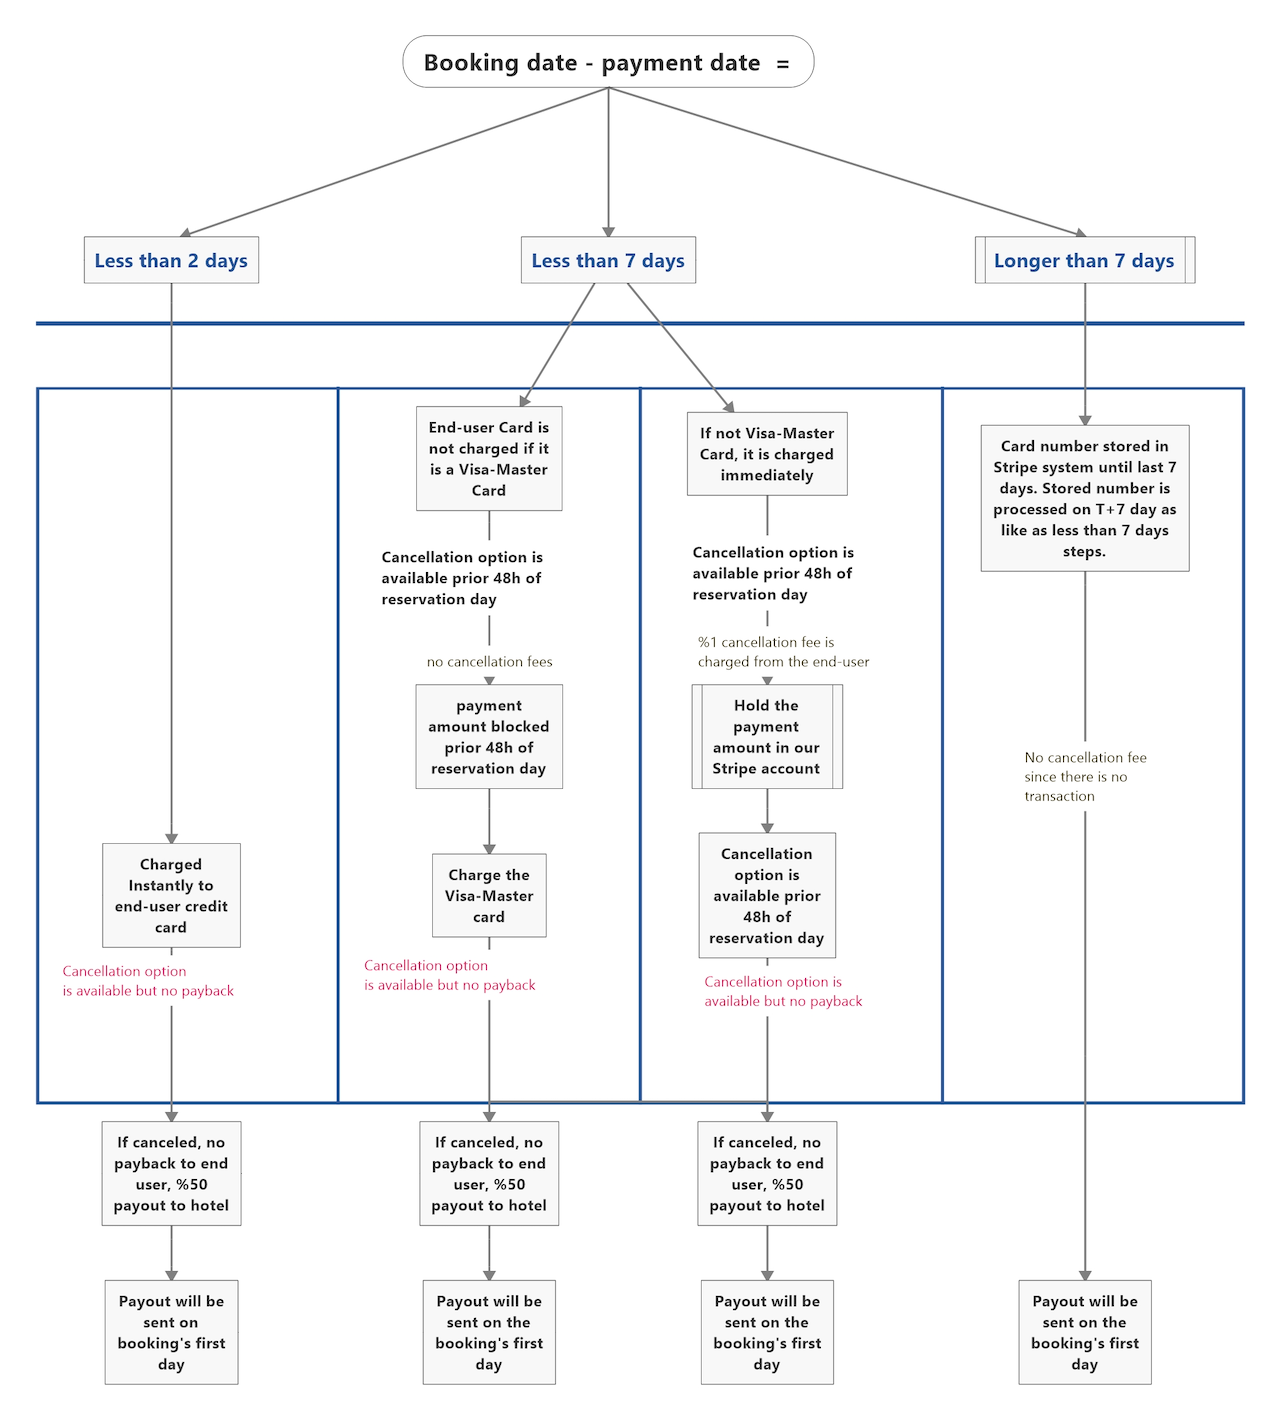 Booking date - payment date =
Less than 2 days
Less than 7 days
Longer than 7 days
End-user Card is
not charged if it
is a Visa-Master
Card
If not Visa-Master
Card, it is charged
immediately
Card number stored in
Stripe system until last 7
days. Stored number is
processed on T+7 day as
like as less than 7 days
steps.
Cancellation option is
available prior 48h of
reservation day
Cancellation option is
available prior 48h of
reservation day
no cancellation fees
%1 cancellation fee is
charged from the end-user
payment
amount blocked
prior 48h of
reservation day
Hold the
payment
amount in our
Stripe account
No cancellation fee
since there is no
transaction
Charged
Instantly to
end-user credit
card
Charge the
Visa-Master
card
Cancellation
option is
available prior
48h of
reservation day
Cancellation option
is available but no payback
Cancellation option
is available but no payback
Cancellation option is
available but no payback
If canceled, no
payback to end
user, %50
payout to hotel
If canceled, no
payback to end
user, %50
payout to hotel
If canceled, no
payback to end
user, %50
payout to hotel
Payout will be
sent on
booking's first
day
Payout will be
sent on the
booking's first
day
Payout will be
sent on the
booking's first
day
Payout will be
sent on the
booking's first
day